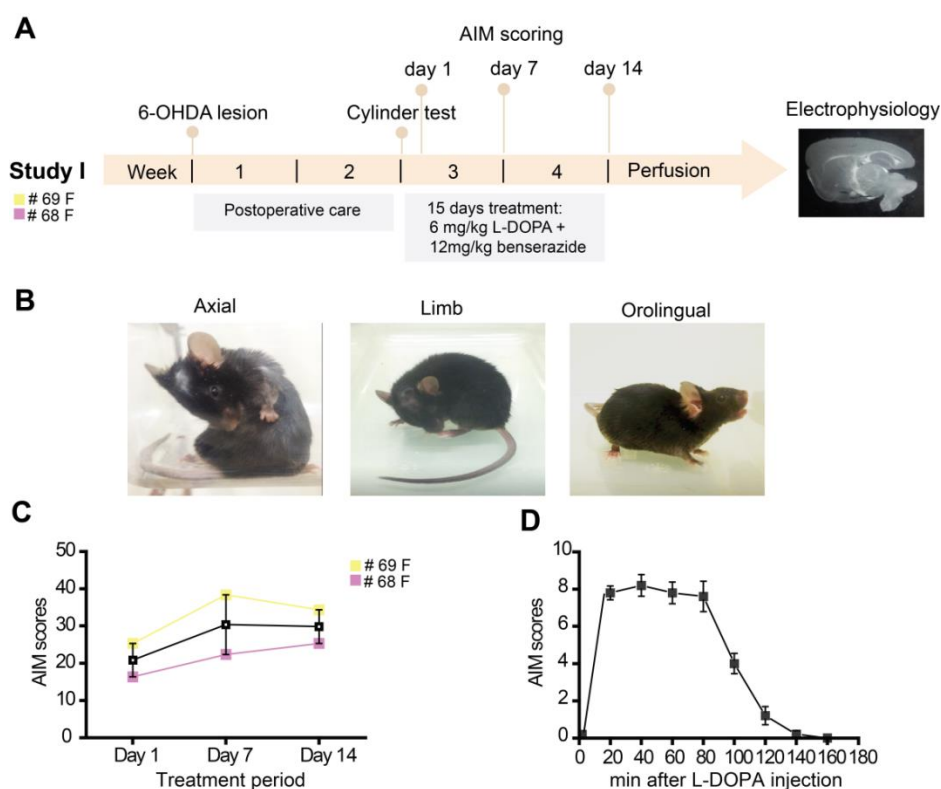 A
AIM scoring
day 1
day 7
day 14
6-OHDA lesion
Cylinder test
Electrophysiology
Study I
Week
1
2
3
4
Perfusion
# 69 F
# 68 F
Postoperative care
15 days treatment:
6 mg/kg L-DOPA +
12mg/kg benserazide
B
Axial
Limb
Orolingual
C
50
40
30
20
10
0
AIM scores
Day 1
Day 7
Day 14
Treatment period
# 69 F
# 68 F
D
10
8
6
4
2
0
AIM scores
0 20 40 60 80 100 120 140 160 180
min after L-DOPA injection